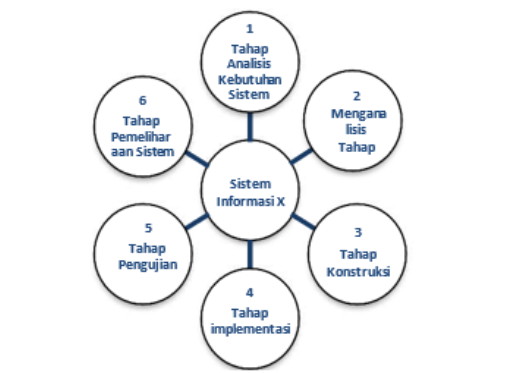 1
Tahap
Analisis
Kebutuhan
Sistem
2
Mengana
lisis
Tahap
3
Tahap
Konstruksi
4
Tahap
implementasi
5
Tahap
Pengujian
6
Tahap
Pemelihar
aan Sistem
Sistem
Informasi X